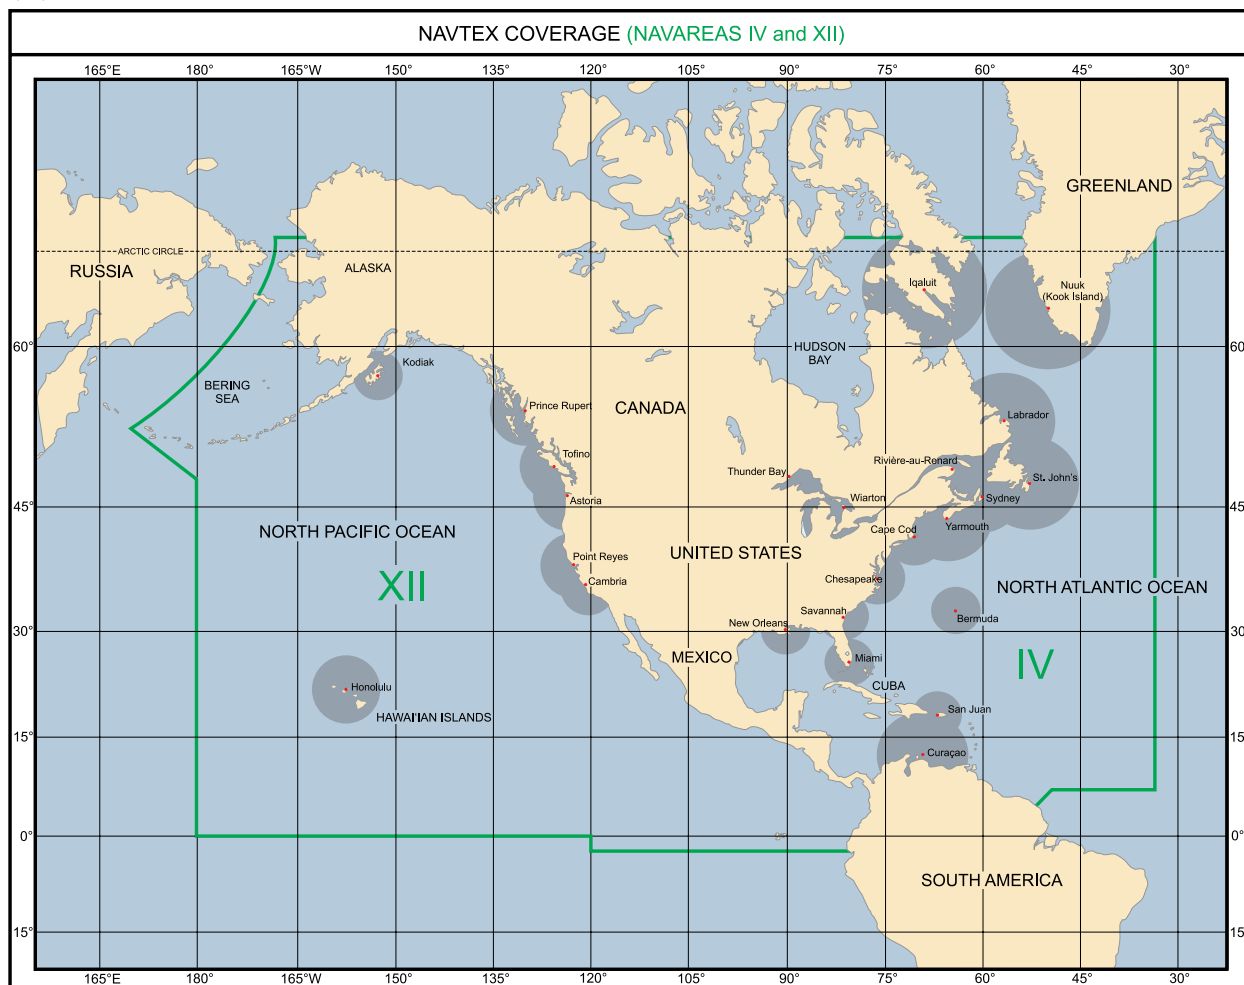 NAVTEX COVERAGE (NAVAREAS IV and XII)
165°E 180° 165°W 150° 135° 120° 105° 90° 75° 60° 45° 30°
GREENLAND
ARCTIC CIRCLE
RUSSIA
ALASKA
Iqaluit
Nuuk
(Kook Island)
60° 60
HUDSON
BAY
Kodiak
BERING
SEA
Prince Rupert
CANADA
Labrador
Tofino
Thunder Bay
Rivière-au-Renard
St. John's
Astoria
Wiarton
Sydney
45° 45
NORTH PACIFIC OCEAN
Cape Cod
Yarmouth
UNITED STATES
Point Reyes
Cambria
Chesapeake
XII
NORTH ATLANTIC OCEAN
Savannah
Bermuda
New Orleans
30° 30
MEXICO
Miami
IV
CUBA
Honolulu
HAWAI'IAN ISLANDS
San Juan
15° 15°
Curaçao
0° 0°
SOUTH AMERICA
15° 15
165°E 180° 165°W 150° 135° 120° 105° 90° 75° 60° 45° 30°